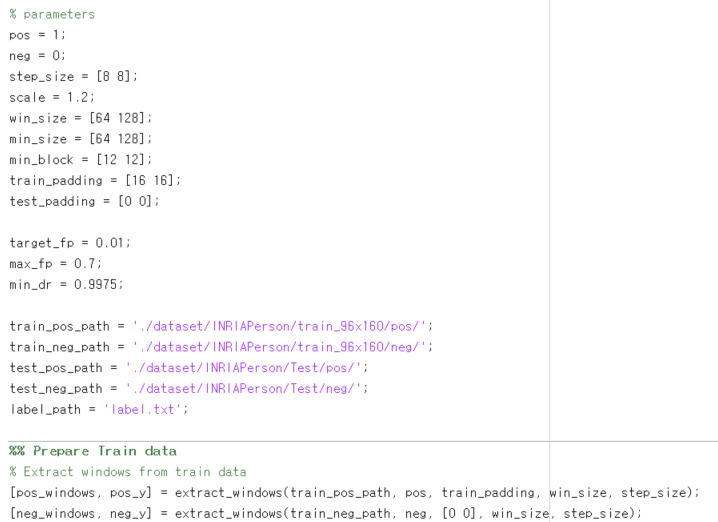 % parameters
pos = 1;
neg = 0;
step_size = [8 8];
scale = 1.2;
win_size = [64 128];
min_size = [64 128];
min_block = [12 12];
train_padding = [16 16];
test_padding = [0 0];
target_fp = 0.01;
max_fp = 0.7;
min_dr = 0.9975;
train_pos_path = './dataset/INRIAPerson/train_96x160/pos/';
train_neg_path = './dataset/INRIAPerson/train_96x160/neg/';
test_pos_path = './dataset/INRIAPerson/Test/pos/';
test_neg_path = './dataset/INRIAPerson/Test/neg/';
label_path = 'label.txt';
%% Prepare Train data
% Extract windows from train data
[pos_windows, pos_y] = extract_windows(train_pos_path, pos, train_padding, win_size, step_size);
[neg_windows, neg_y] = extract_windows(train_neg_path, neg, [0 0], win_size, step_size);